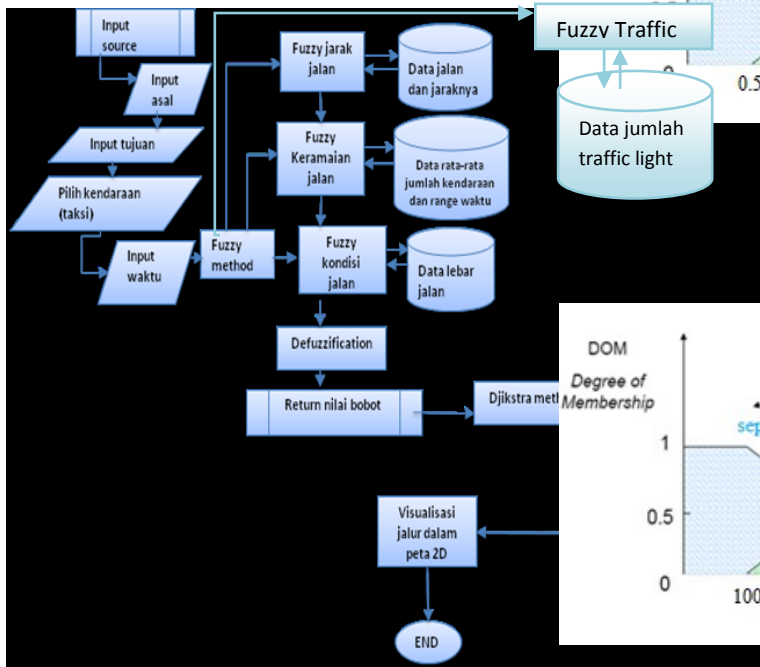 Input
source
Input
asal
Input tujuan
Pilih kendaraan
(taksi)
Input
waktu
Fuzzy
method
Fuzzy jarak
jalan
Data jalan
dan jaraknya
Fuzzy
Keramaian
jalan
Data rata-rata
jumlah kendaraan
dan range waktu
Fuzzy
kondisi
jalan
Data lebar
jalan
Fuzzy Traffic
Data jumlah
traffic light
0.5
Defuzzification
Return nilai bobot
Djikstra meth
Visualisasi
jalur dalam
peta 2D
END
DOM
Degree of
Membership
sep
1
0.5
0
100